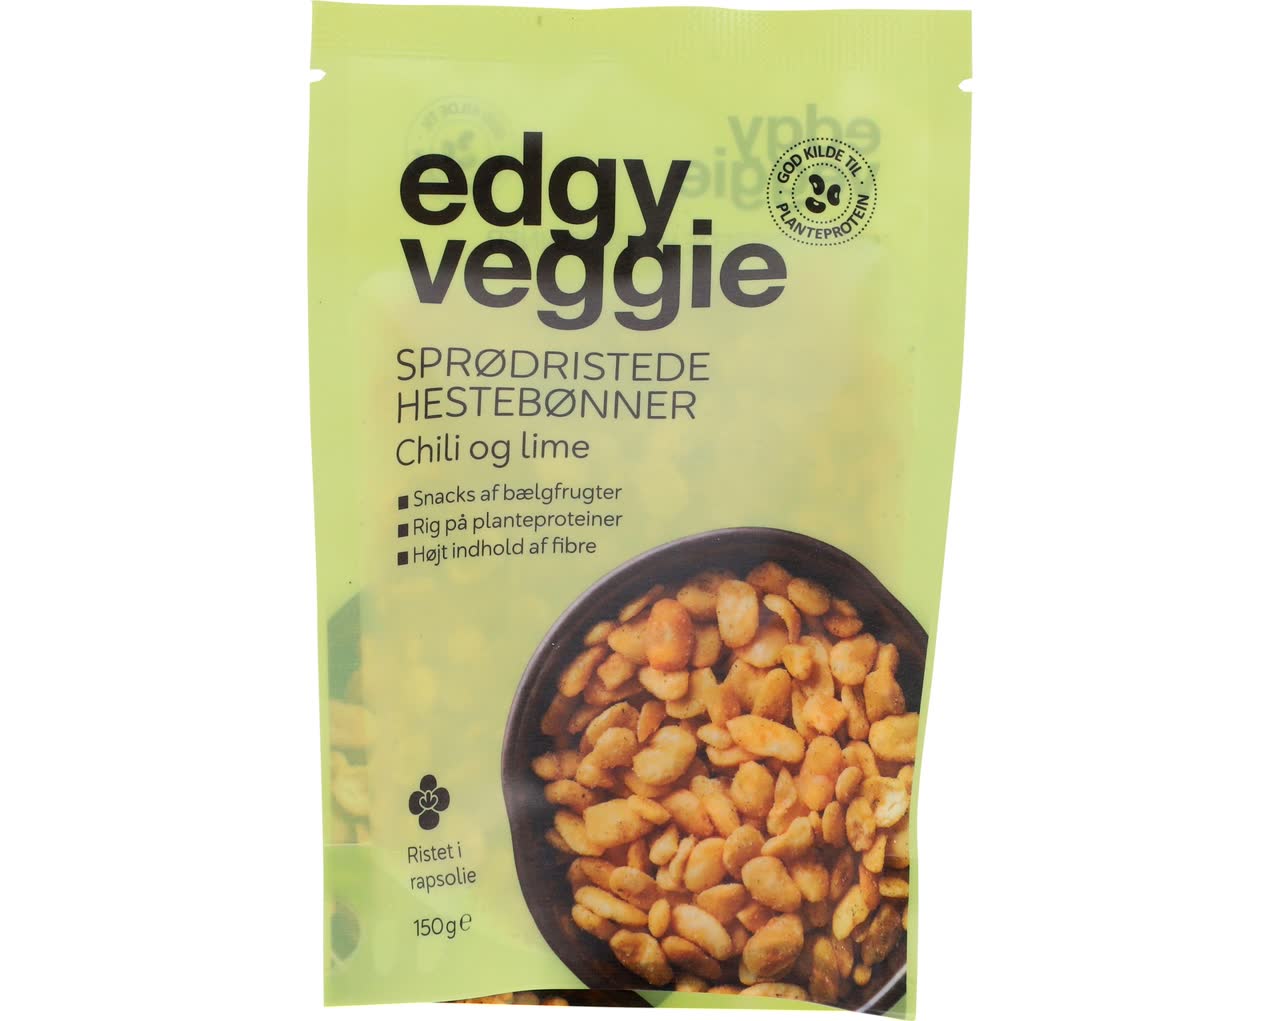 edgy
veggie
GOD KILDE TIL
PLANTEPROTEIN
SPRØDRISTEDE
HESTEBØNNER
Chili og lime
Snacks af bælgfrugter
Rig på planteproteiner
Højt indhold af fibre
Ristet i
rapsolie
150g℮